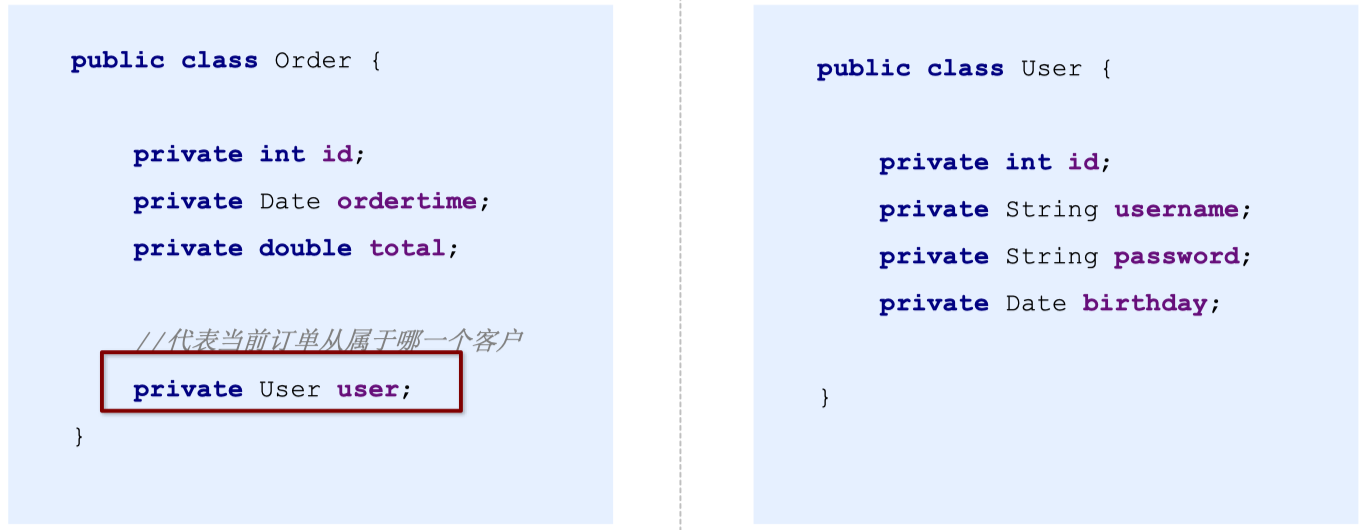 public class Order {
private int id;
private Date ordertime;
private double total;
//代表当前订单从属于哪一个客户
private User user;
}
public class User {
private int id;
private String username;
private String password;
private Date birthday;
}